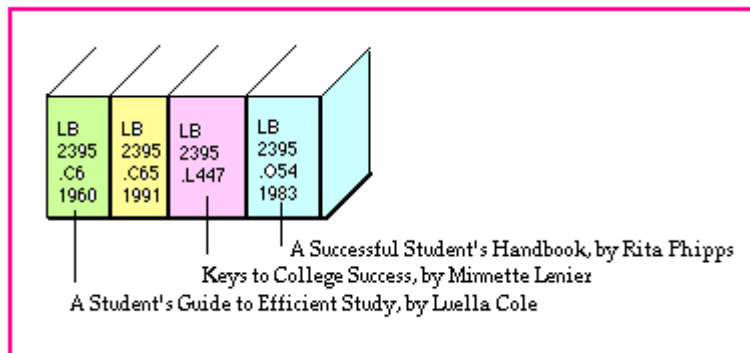 LB
2395
.C6
1960
LB
2395
.C65
1991
LB
2395
.L447
LB
2395
.O54
1983
A Successful Student's Handbook, by Rita Phipps
Keys to College Success, by Minnette Lenier
A Student's Guide to Efficient Study, by Luella Cole